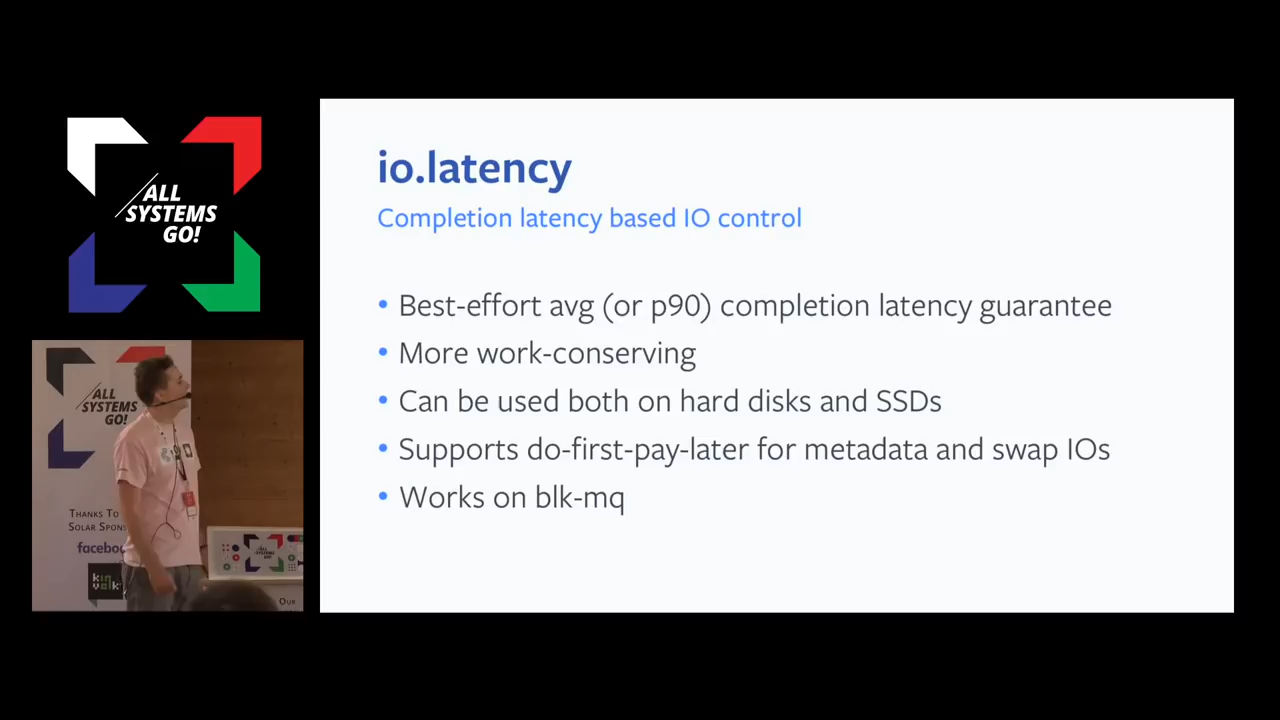 ALL
SYSTEMS
GO!
io.latency
Completion latency based IO control
• Best-effort avg (or p90) completion latency guarantee
• More work-conserving
• Can be used both on hard disks and SSDs
• Supports do-first-pay-later for metadata and swap IOs
• Works on blk-mq
ALL
SYSTEMS
GO!
THANKS TO
SOLAR SPONS
facebo
kin
volk
OUR